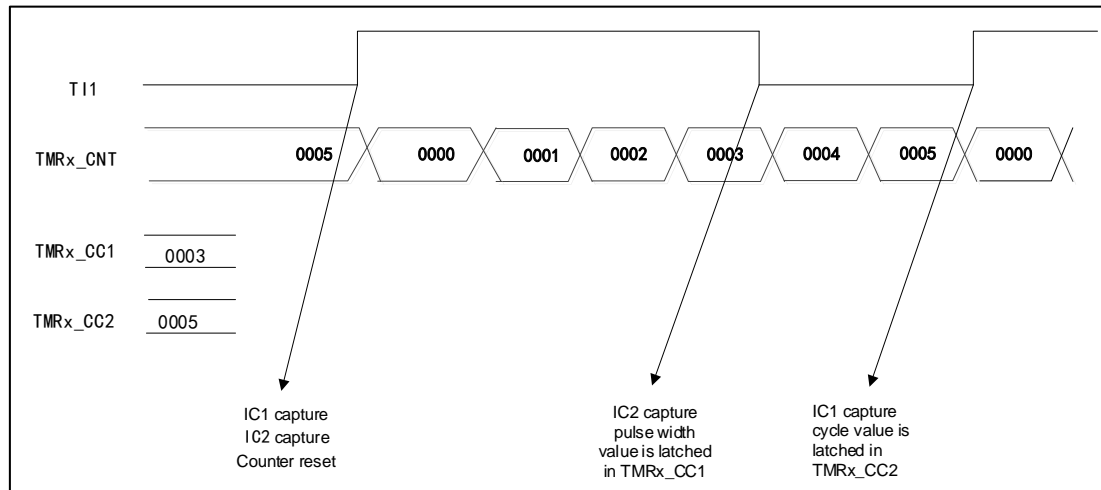 TI1
TMRx_CNT
0005 0000 0001 0002 0003 0004 0005 0000
TMRx_CC1
0003
TMRx_CC2
0005
IC1 capture
IC2 capture
Counter reset
IC2 capture
pulse width
value is latched
in TMRx_CC1
IC1 capture
cycle value is
latched in
TMRx_CC2